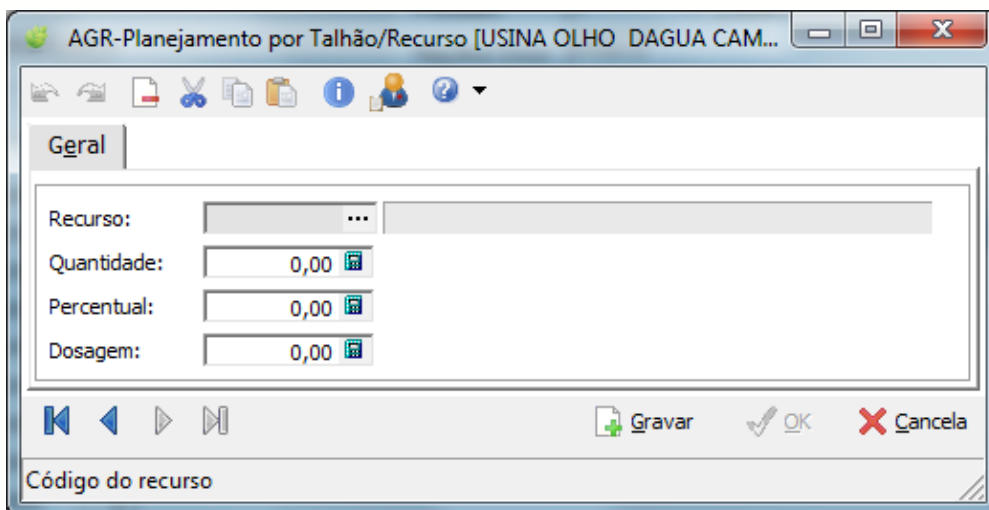 AGR-Planejamento por Talhão/Recurso [USINA OLHO DAGUA CAM...
Geral
Recurso: ...
Quantidade: 0,00
Percentual: 0,00
Dosagem: 0,00
Gravar OK Cancela
Código do recurso